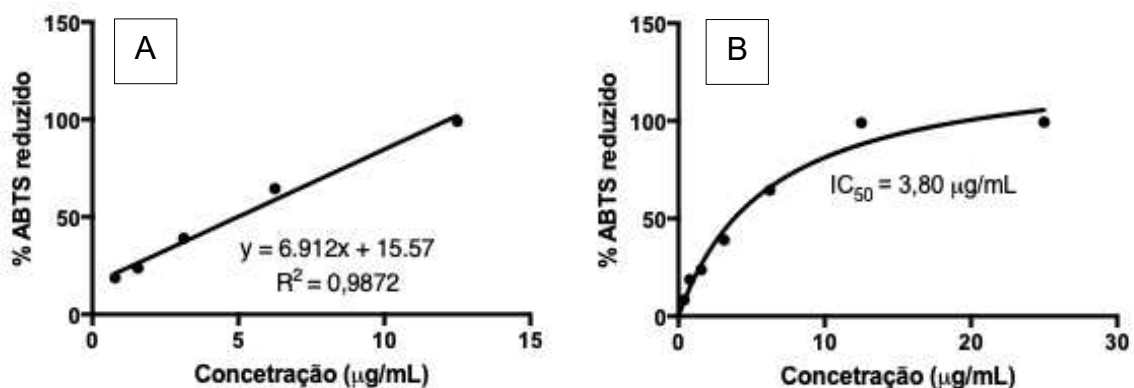 A
% ABTS reduzido
150
100
50
0
y = 6.912x + 15.57
R² = 0,9872
0 5 10 15
Concetração (μg/mL)
B
% ABTS reduzido
150
100
50
0
IC₅₀ = 3,80 μg/mL
0 10 20 30
Concetração (μg/mL)